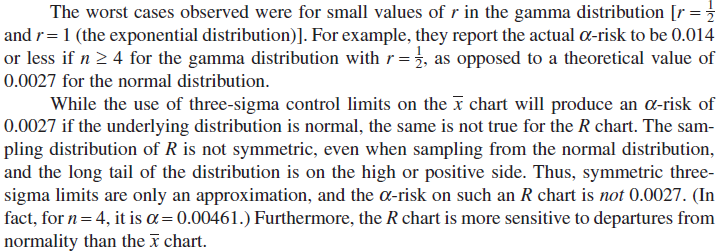 The worst cases observed were for small values of r in the gamma distribution [r = 1/2
and r = 1 (the exponential distribution)]. For example, they report the actual α-risk to be 0.014
or less if n ≥ 4 for the gamma distribution with r = 1/2, as opposed to a theoretical value of
0.0027 for the normal distribution.
While the use of three-sigma control limits on the x̄ chart will produce an α-risk of
0.0027 if the underlying distribution is normal, the same is not true for the R chart. The sam-
pling distribution of R is not symmetric, even when sampling from the normal distribution,
and the long tail of the distribution is on the high or positive side. Thus, symmetric three-
sigma limits are only an approximation, and the α-risk on such an R chart is not 0.0027. (In
fact, for n = 4, it is α = 0.00461.) Furthermore, the R chart is more sensitive to departures from
normality than the x̄ chart.